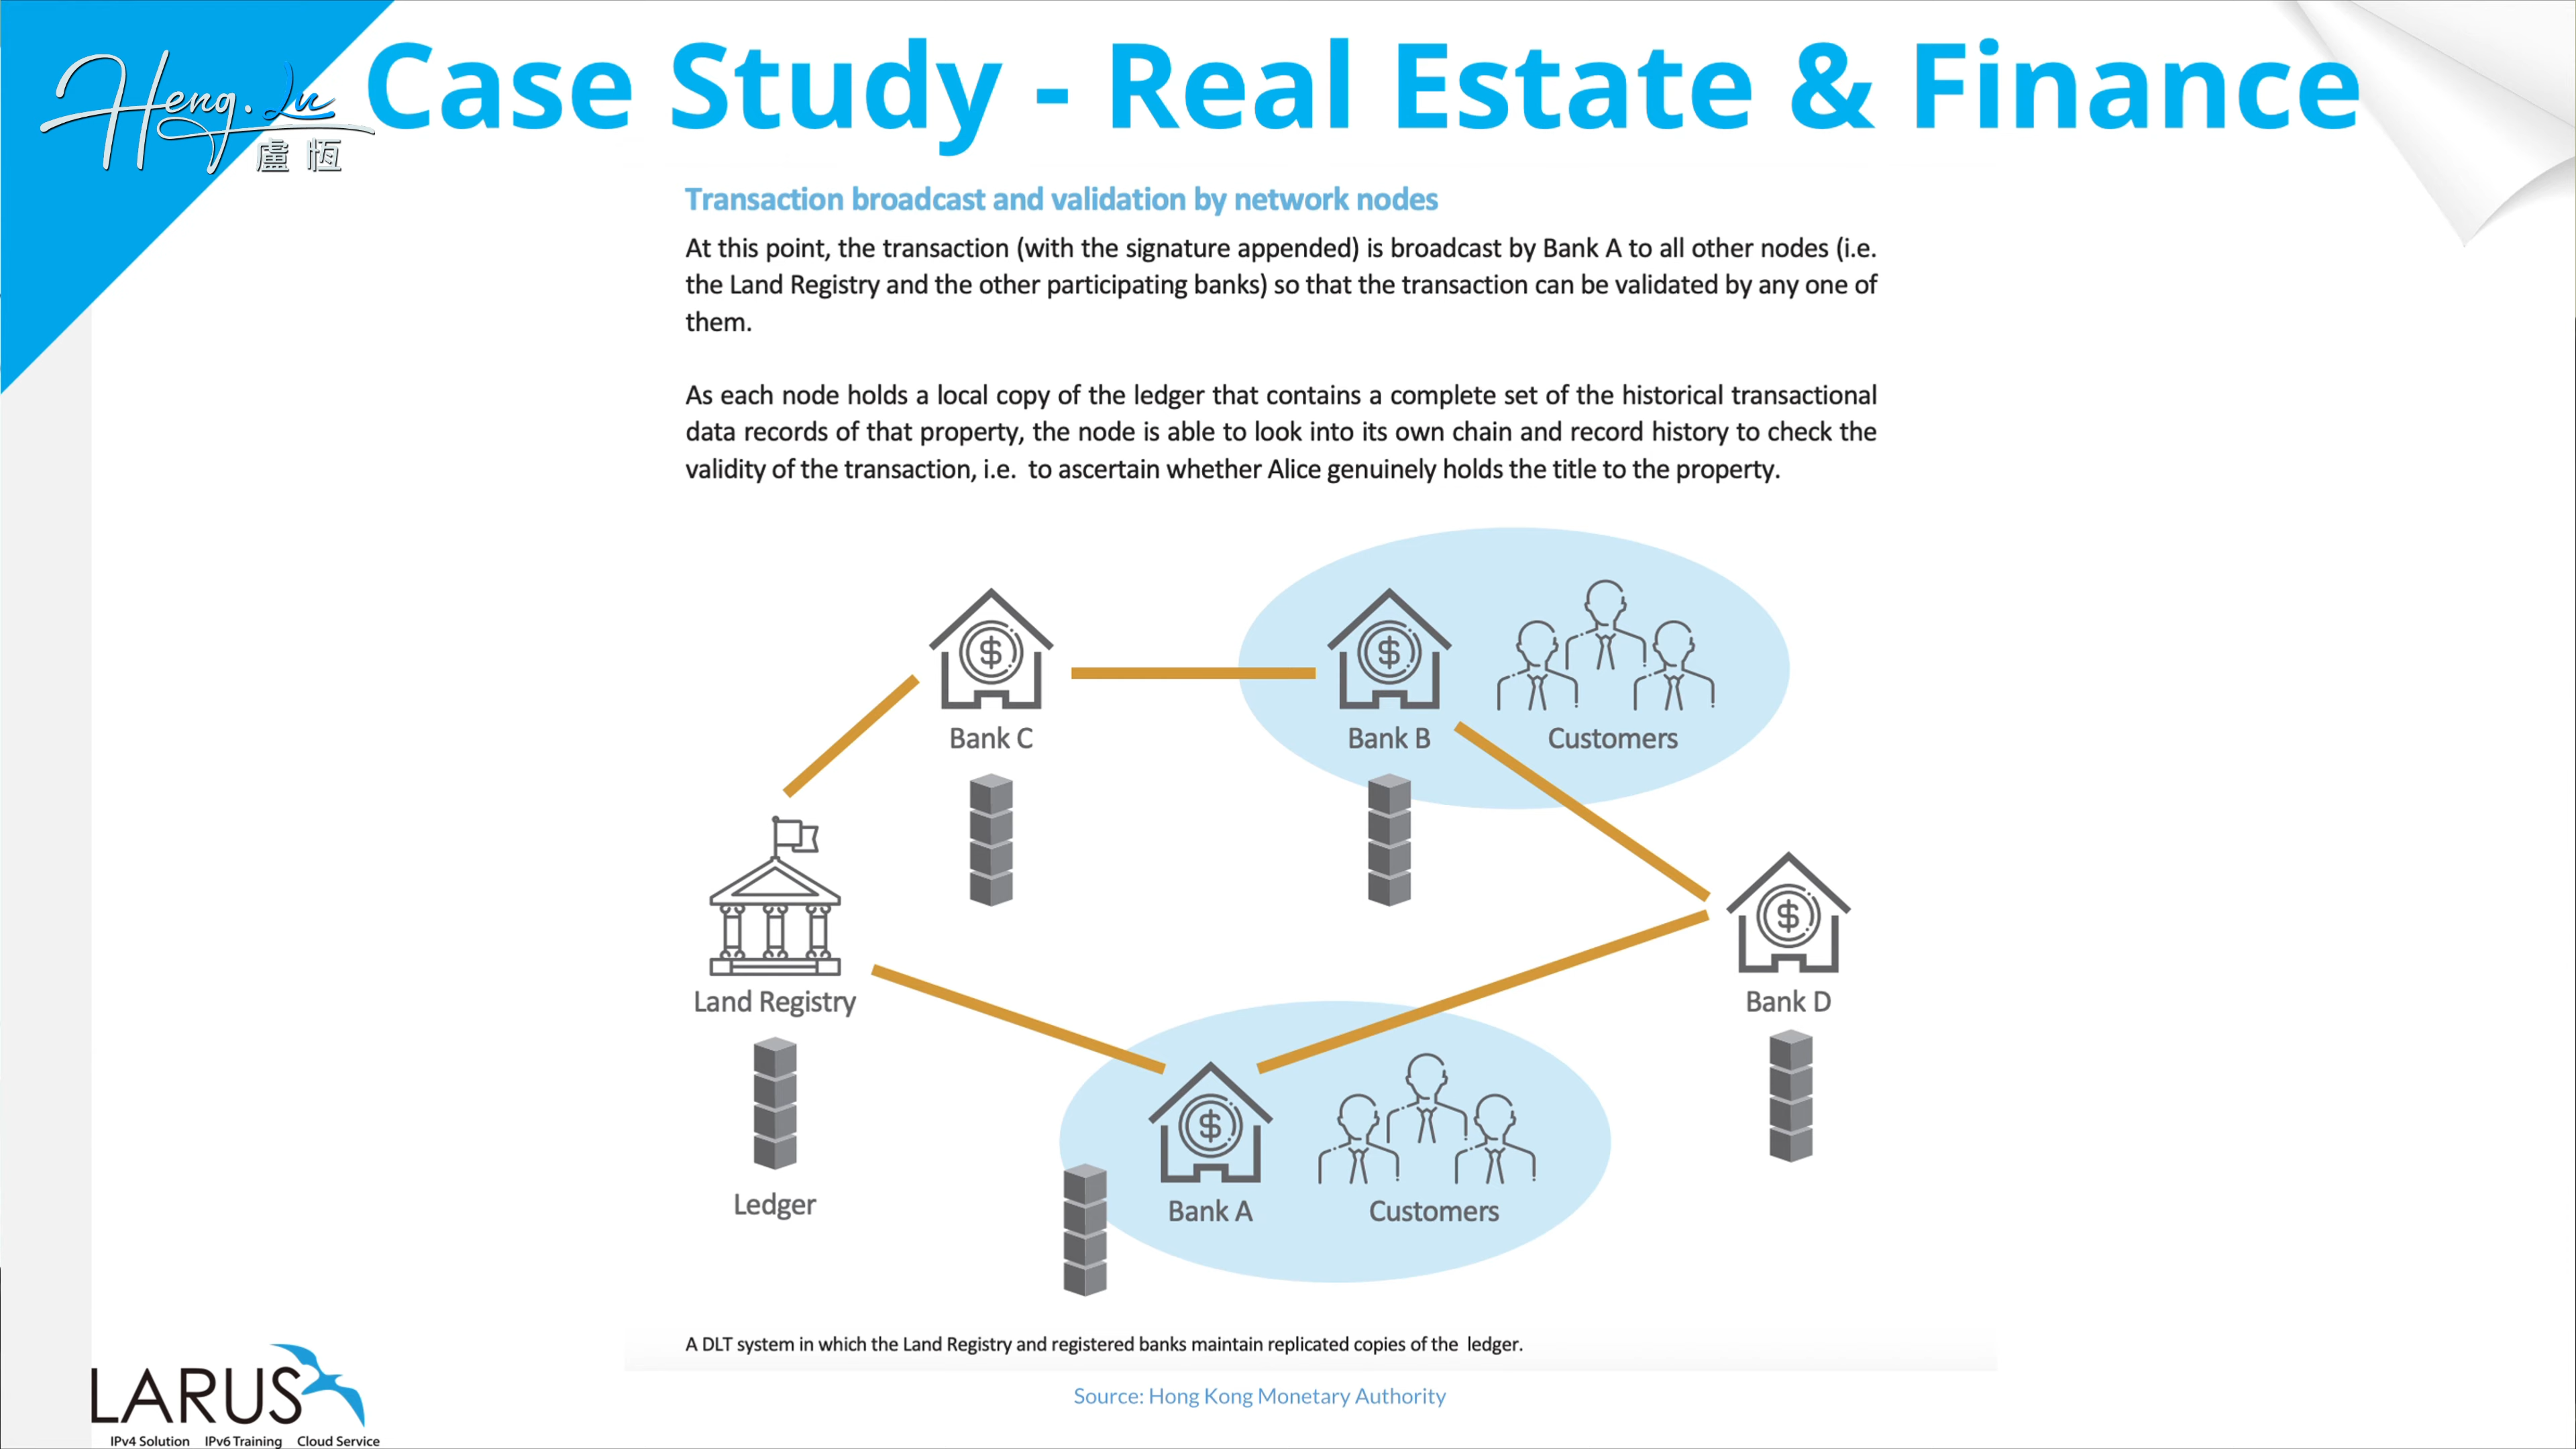 Heng.Lu
盧 恆
Case Study - Real Estate & Finance
Transaction broadcast and validation by network nodes
At this point, the transaction (with the signature appended) is broadcast by Bank A to all other nodes (i.e.
the Land Registry and the other participating banks) so that the transaction can be validated by any one of
them.
As each node holds a local copy of the ledger that contains a complete set of the historical transactional
data records of that property, the node is able to look into its own chain and record history to check the
validity of the transaction, i.e. to ascertain whether Alice genuinely holds the title to the property.
$
$
Bank C
Bank B
Customers
$
Land Registry
Bank D
$
Ledger
Bank A
Customers
A DLT system in which the Land Registry and registered banks maintain replicated copies of the ledger.
Source: Hong Kong Monetary Authority
LARUS
IPv4 Solution IPv6 Training Cloud Service